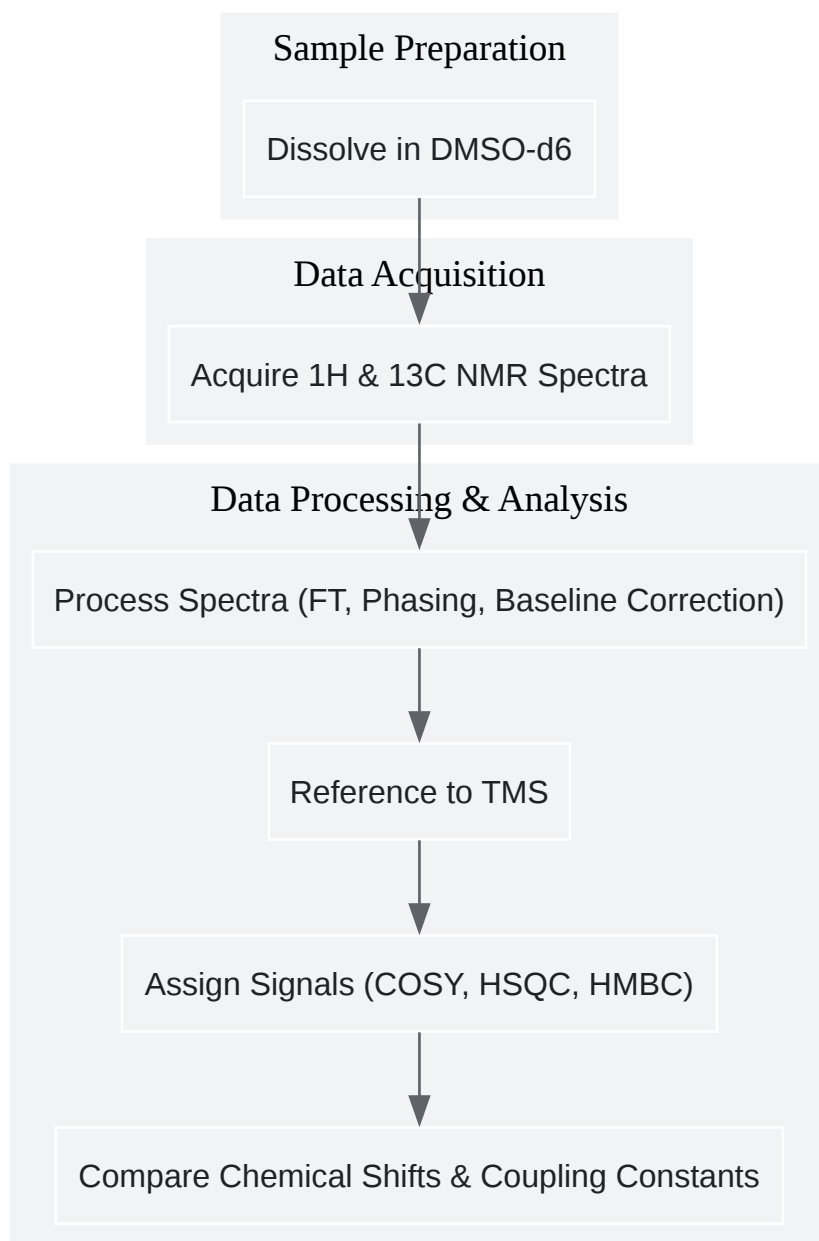 Sample Preparation
Dissolve in DMSO-d6
Data Acquisition
Acquire 1H & 13C NMR Spectra
Data Processing & Analysis
Process Spectra (FT, Phasing, Baseline Correction)
Reference to TMS
Assign Signals (COSY, HSQC, HMBC)
Compare Chemical Shifts & Coupling Constants